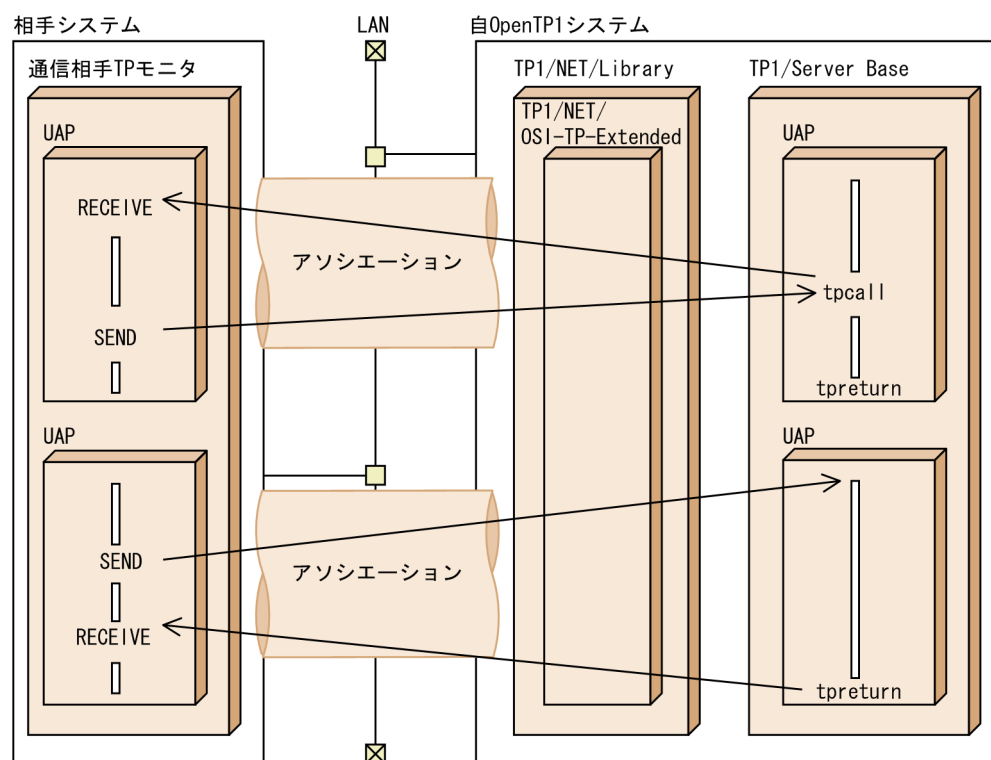 相手システム
LAN
自OpenTP1システム
通信相手TPモニタ
TP1/NET/Library
TP1/Server Base
TP1/NET/
OSI-TP-Extended
UAP
UAP
RECEIVE
アソシエーション
tpcall
SEND
tpreturn
UAP
UAP
SEND
アソシエーション
RECEIVE
tpreturn